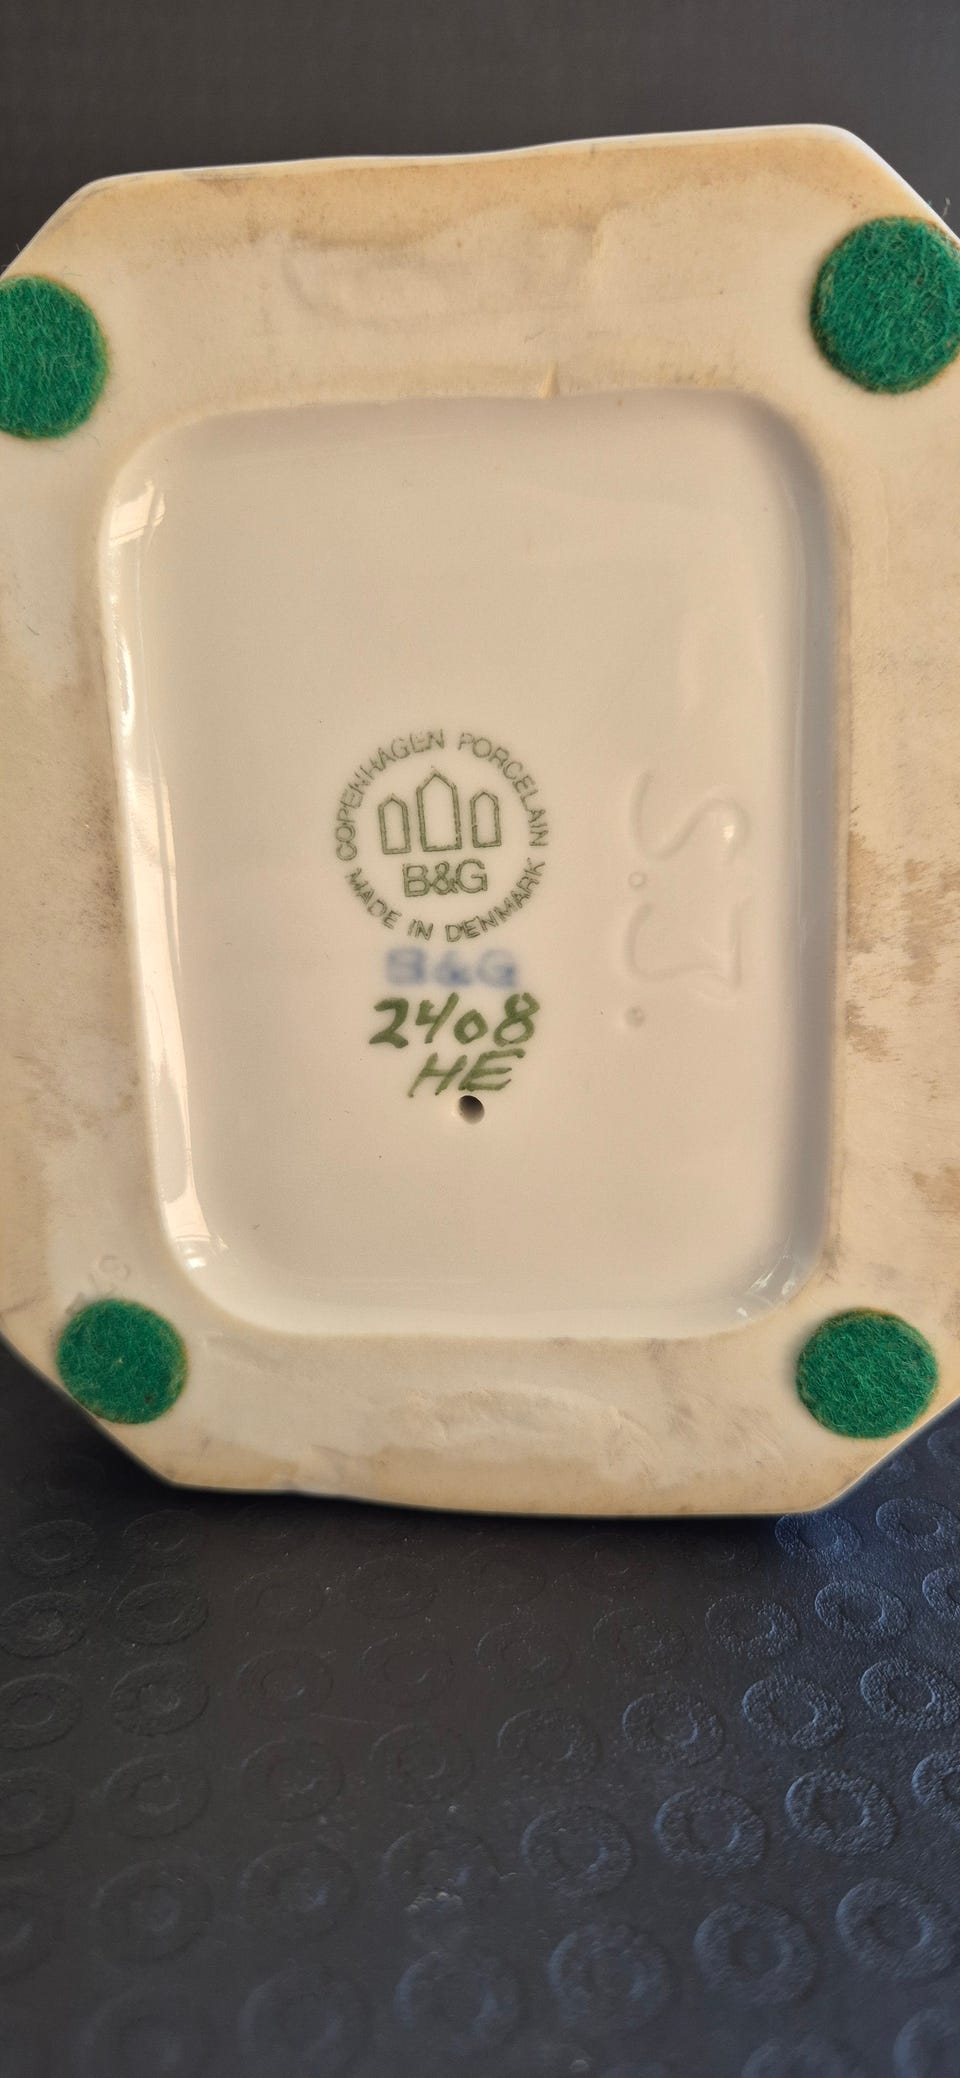 COPENHAGEN PORCELAIN
B&G
MADE IN DENMARK
B&G
2408
HE
S.J.